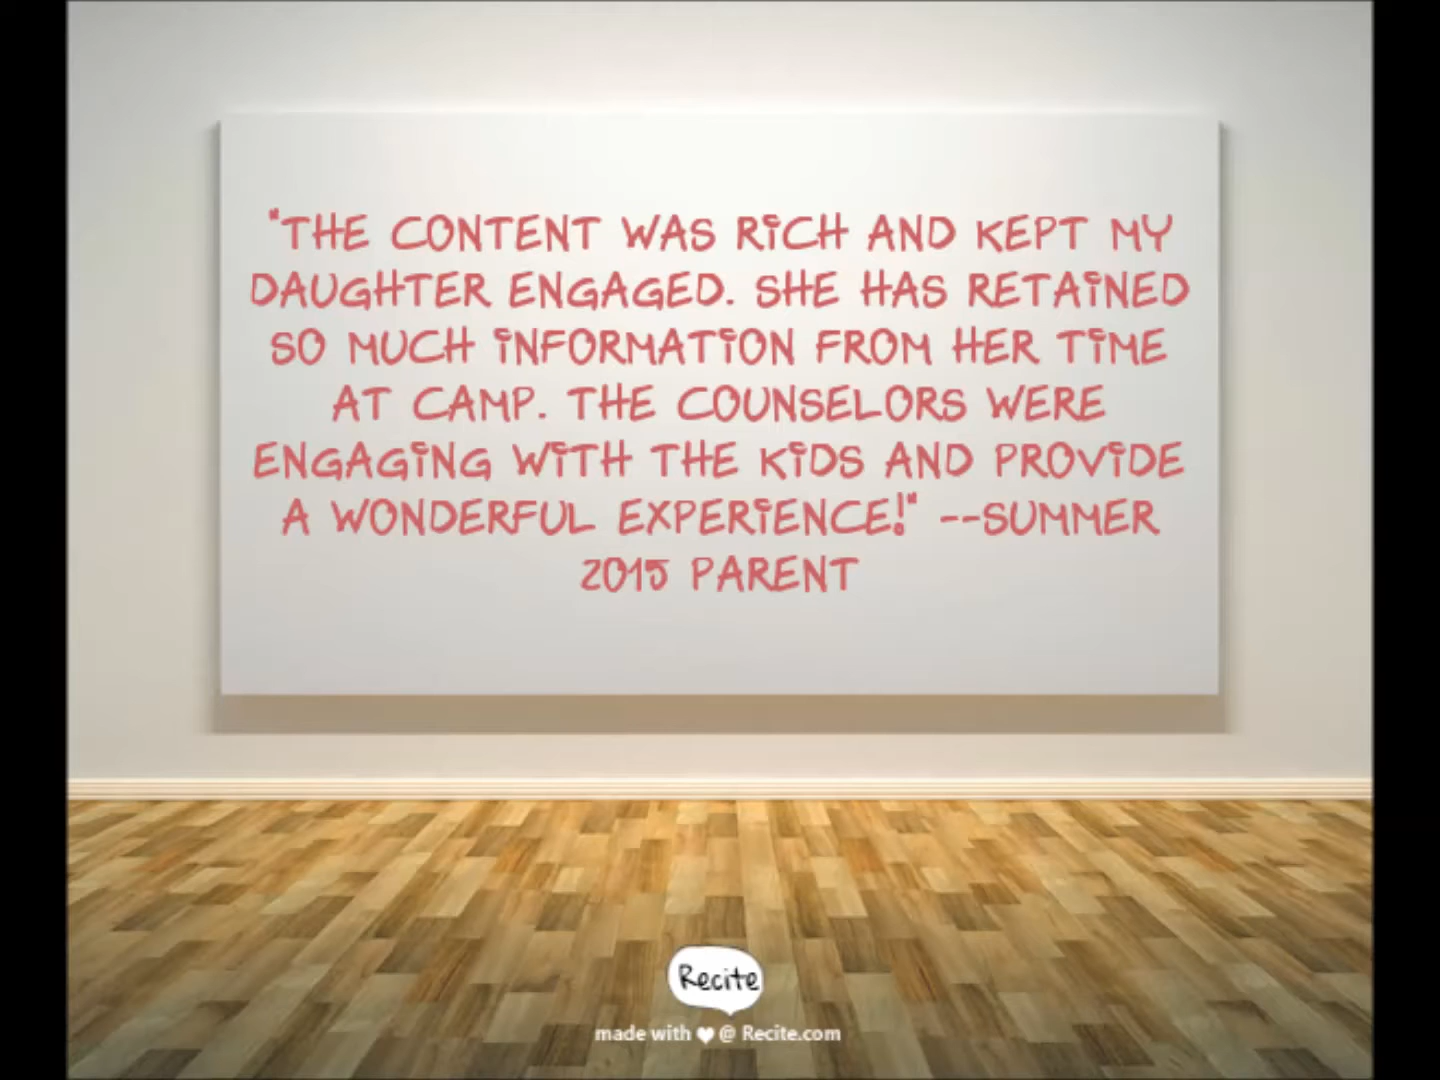 "THE CONTENT WAS RiCH AND KEPT MY
DAUGHTER ENGAGED. SHE HAS RETAiNED
SO MUCH iNFORMATiON FROM HER TiME
AT CAMP. THE COUNSELORS WERE
ENGAGiNG WiTH THE KiDS AND PROViDE
A WONDERFUL EXPERiENCE!" --SUMMER
2015 PARENT
Recite
made with ♥ @ Recite.com